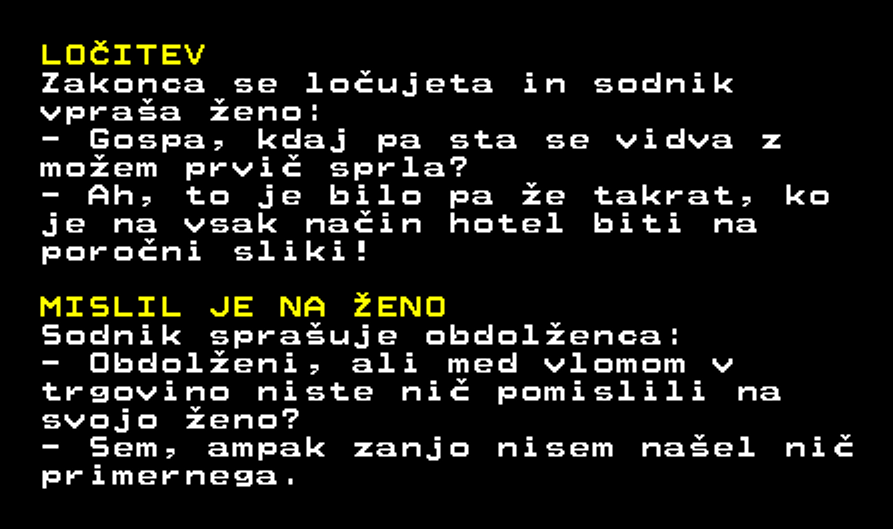 LOČITEV
Zakonca se ločujeta in sodnik
vpraša ženo:
- Gospa, kdaj pa sta se vidva z
možem prvič sprla?
- Ah, to je bilo pa že takrat, ko
je na vsak način hotel biti na
poročni sliki!
MISLIL JE NA ŽENO
Sodnik sprašuje obdolženca:
- Obdolženi, ali med vlomom v
trgovino niste nič pomislili na
svojo ženo?
- Sem, ampak zanjo nisem našel nič
primernega.